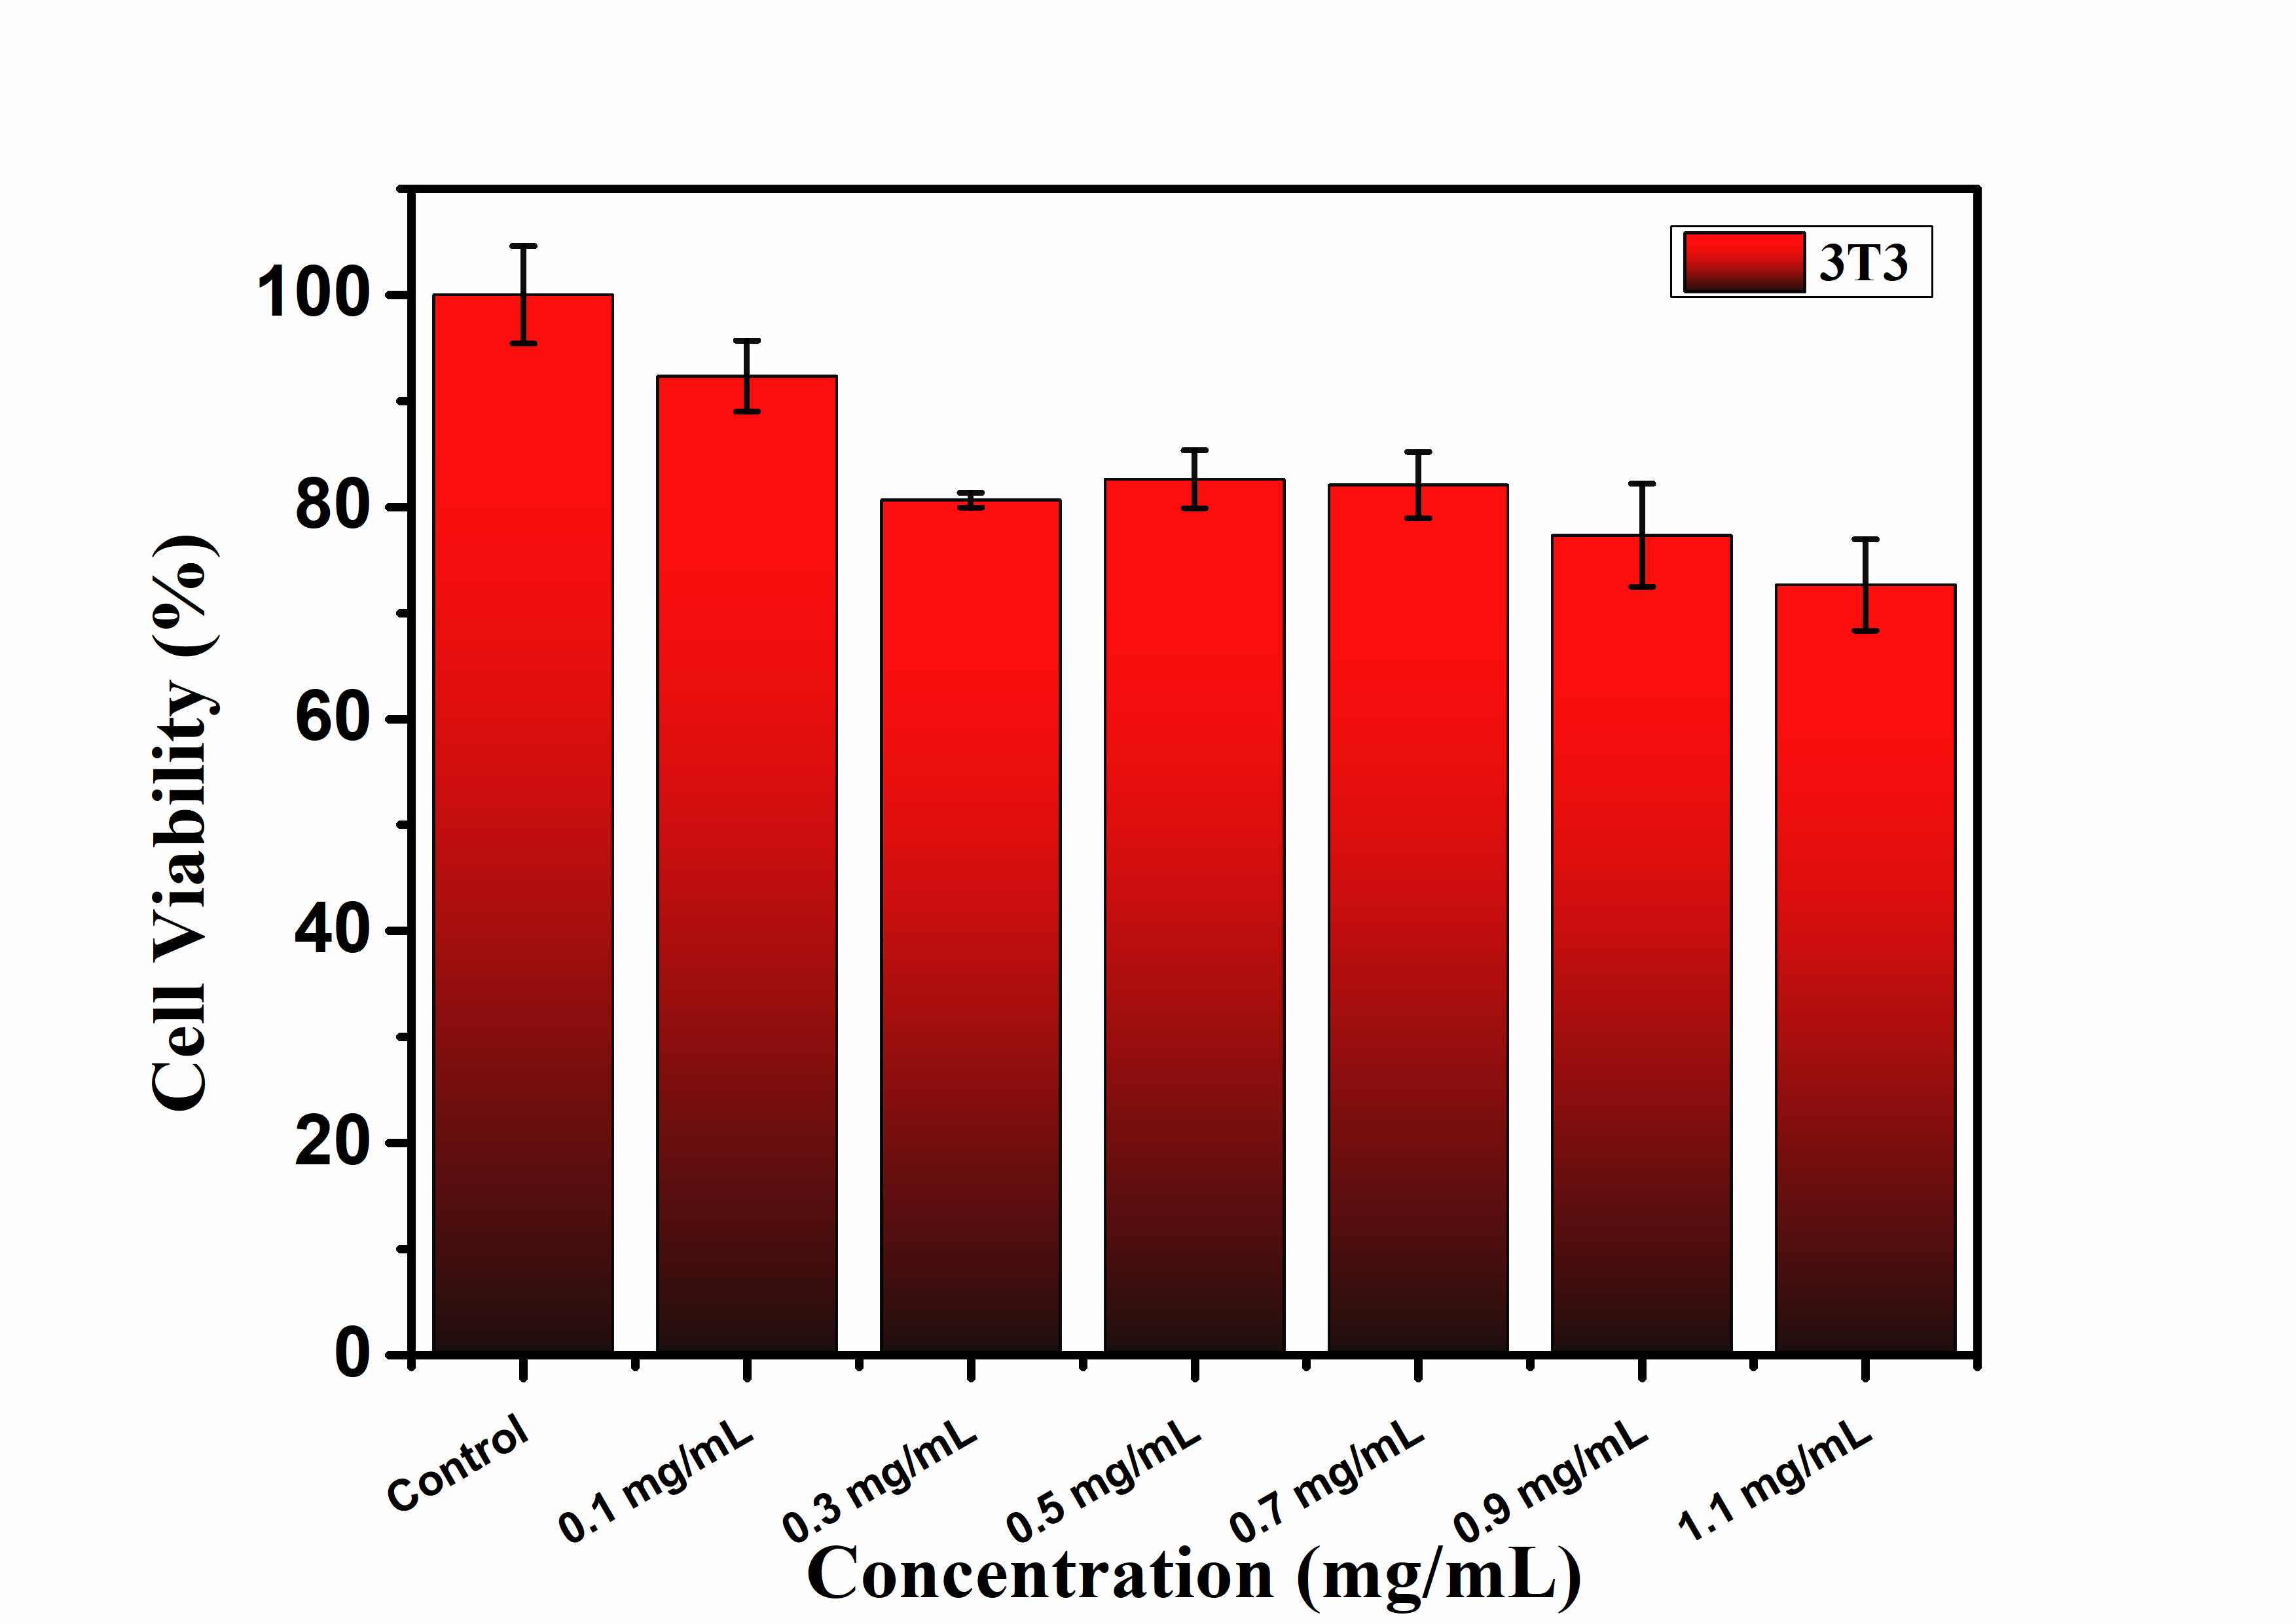 3T3
Cell Viability (%)
100
80
60
40
20
0
Control
0.1 mg/mL
0.3 mg/mL
0.5 mg/mL
0.7 mg/mL
0.9 mg/mL
1.1 mg/mL
Concentration (mg/mL)